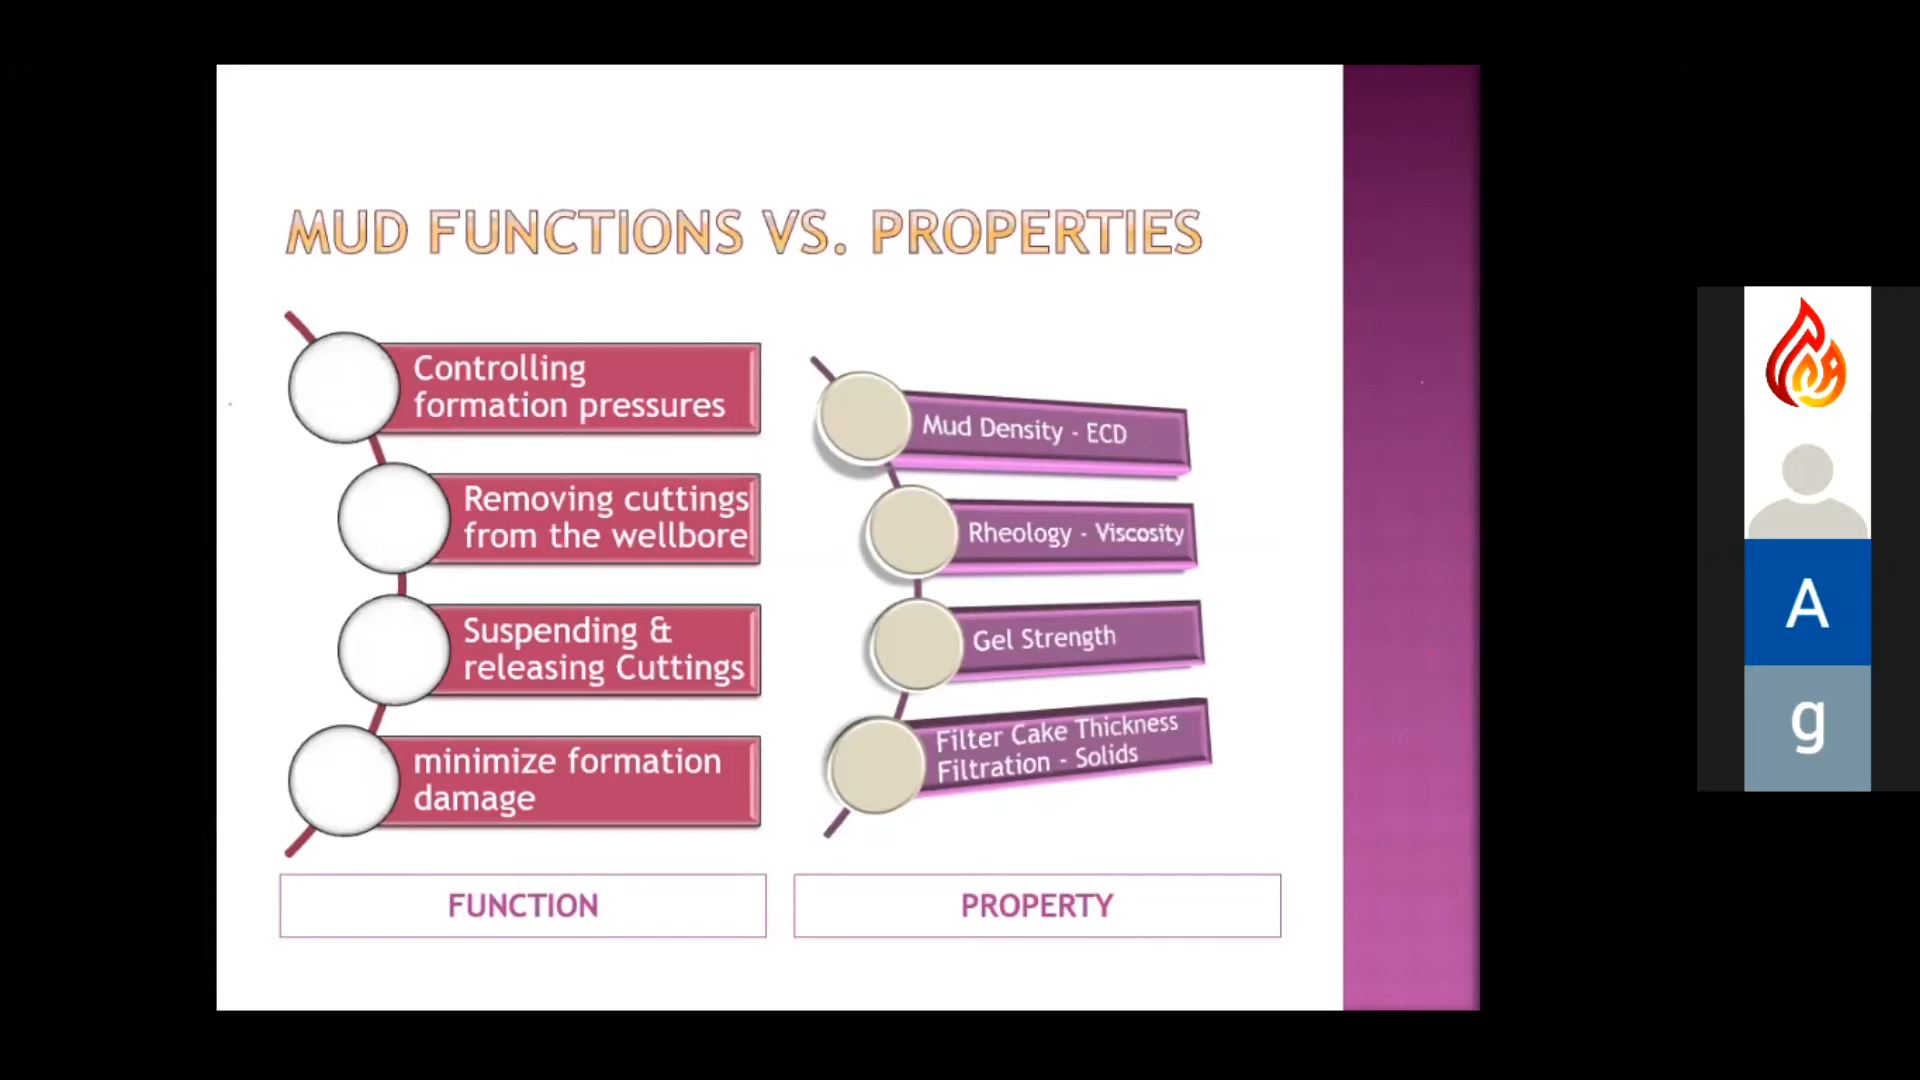 MUD FUNCTIONS VS. PROPERTIES
Controlling
formation pressures
Removing cuttings
from the wellbore
Suspending &
releasing Cuttings
minimize formation
damage
FUNCTION
Mud Density - ECD
Rheology - Viscosity
Gel Strength
Filter Cake Thickness
Filtration - Solids
PROPERTY
A
g